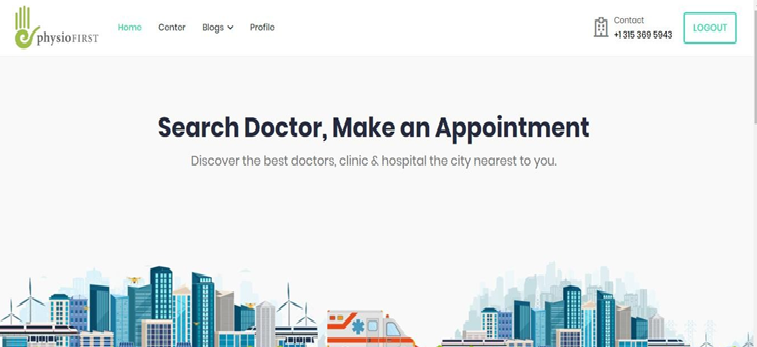 physioFIRST
Home Center Blogs Profile
Contact
+1 315 369 5943
LOGOUT
Search Doctor, Make an Appointment
Discover the best doctors, clinic & hospital the city nearest to you.